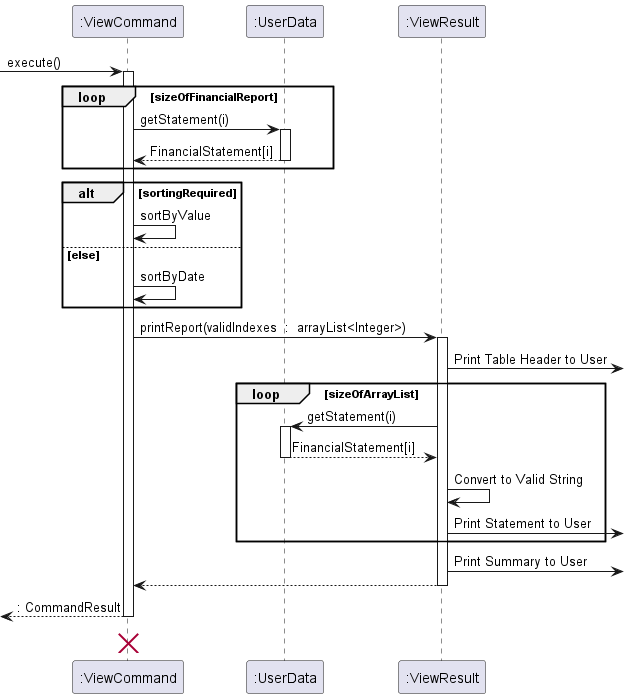 :ViewCommand :UserData :ViewResult
execute()
loop [sizeOfFinancialReport]
getStatement(i)
FinancialStatement[i]
alt [sortingRequired]
sortByValue
[else]
sortByDate
printReport(validIndexes : arrayList<Integer>)
Print Table Header to User
loop [sizeOfArrayList]
getStatement(i)
FinancialStatement[i]
Convert to Valid String
Print Statement to User
Print Summary to User
: CommandResult
:ViewCommand :UserData :ViewResult